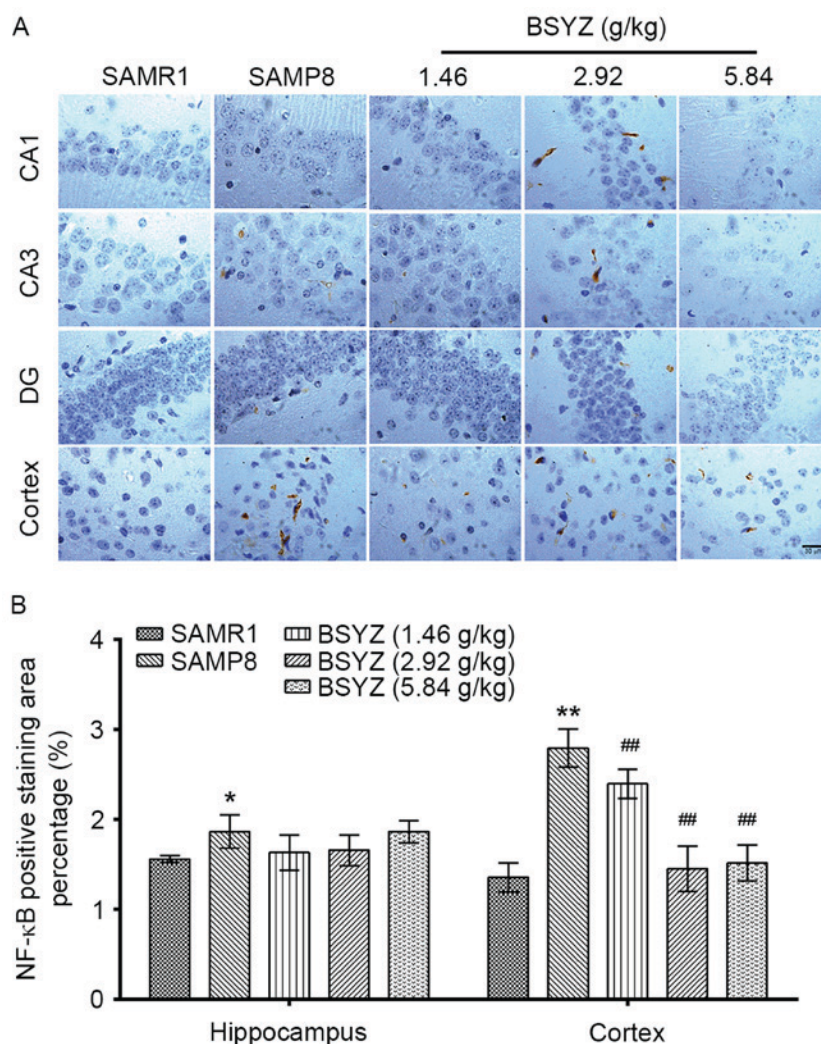 A
BSYZ (g/kg)
SAMR1 SAMP8 1.46 2.92 5.84
CA1
CA3
DG
Cortex
B
NF-κB positive staining area
percentage (%)
4
3
2
1
0
SAMR1
SAMP8
BSYZ (1.46 g/kg)
BSYZ (2.92 g/kg)
BSYZ (5.84 g/kg)
*
**
##
##
##
Hippocampus Cortex